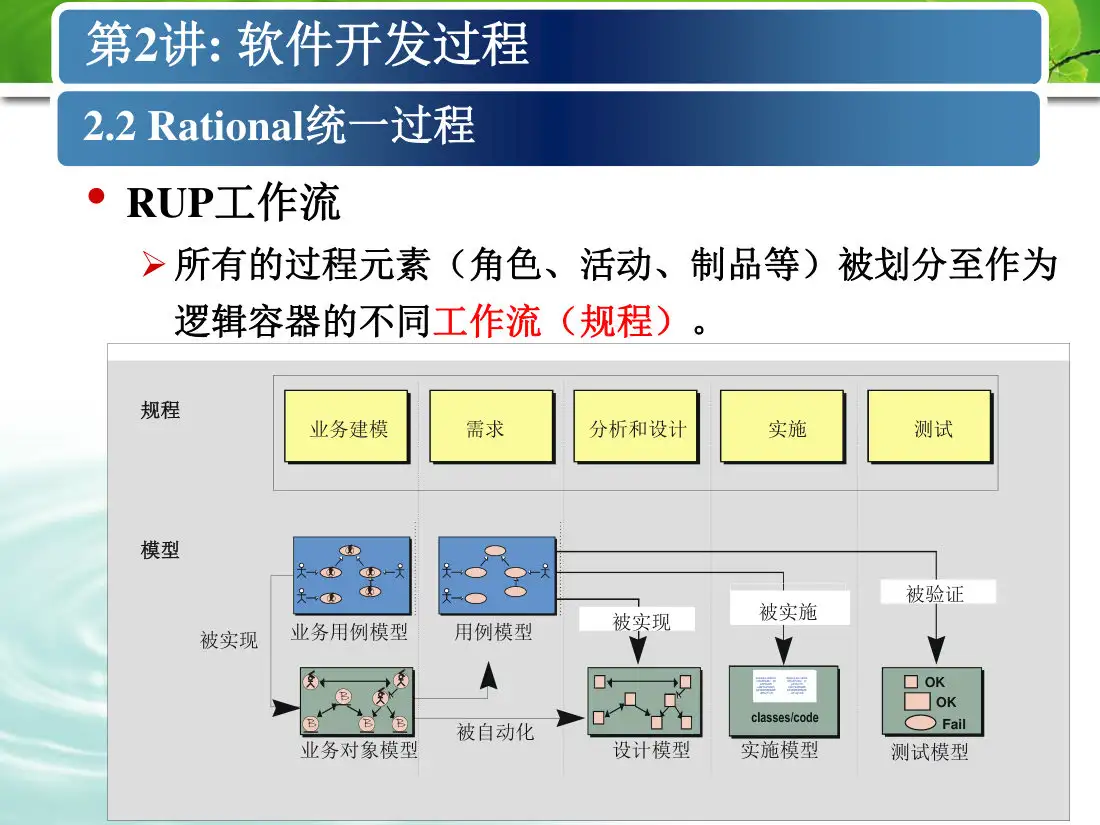 第2讲: 软件开发过程
2.2 Rational统一过程
• RUP工作流
所有的过程元素（角色、活动、制品等）被划分至作为
逻辑容器的不同工作流（规程）。
规程
业务建模
需求
分析和设计
实施
测试
模型
被实现
业务用例模型
用例模型
被实现
被实施
被验证
业务对象模型
被自动化
设计模型
classes/code
实施模型
OK
OK
Fail
测试模型